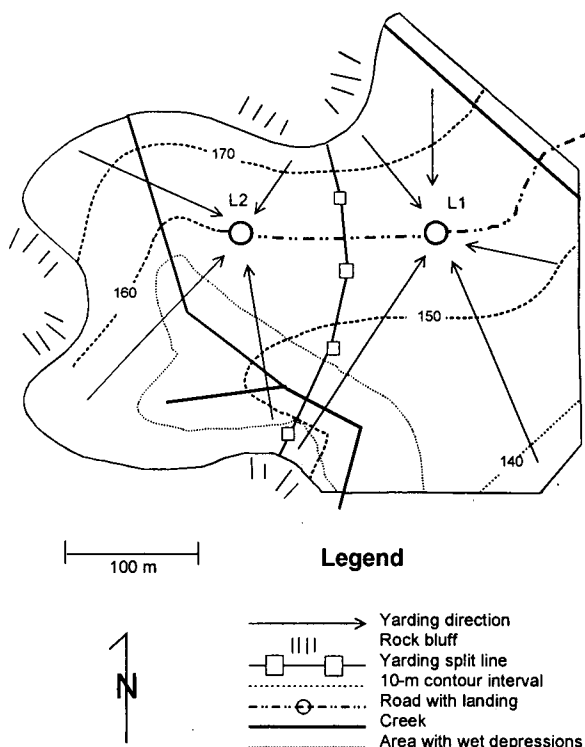 170
L2
L1
160
150
140
100 m
Legend
N
Yarding direction
Rock bluff
Yarding split line
10-m contour interval
Road with landing
Creek
Area with wet depressions